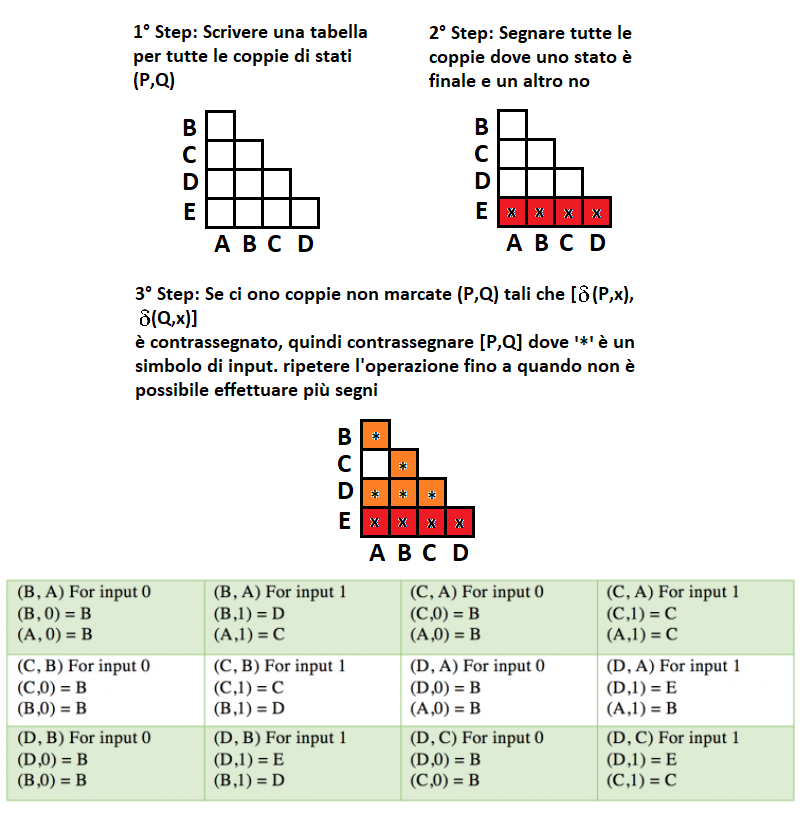 1° Step: Scrivere una tabella
per tutte le coppie di stati
(P,Q)
2° Step: Segnare tutte le
coppie dove uno stato è
finale e un altro no
B
C
D
E
A B C D
B
C
D
E x x x x
A B C D
3° Step: Se ci ono coppie non marcate (P,Q) tali che [δ(P,x),
δ(Q,x)]
è contrassegnato, quindi contrassegnare [P,Q] dove '*' è un
simbolo di input. ripetere l'operazione fino a quando non è
possibile effettuare più segni
B *
C *
D * * *
E x x x x
A B C D
(B, A) For input 0
(B, 0) = B
(A, 0) = B
(B, A) For input 1
(B,1) = D
(A,1) = C
(C, A) For input 0
(C,0) = B
(A,0) = B
(C, A) For input 1
(C,1) = C
(A,1) = C
(C, B) For input 0
(C,0) = B
(B,0) = B
(C, B) For input 1
(C,1) = C
(B,1) = D
(D, A) For input 0
(D,0) = B
(A,0) = B
(D, A) For input 1
(D,1) = E
(A,1) = B
(D, B) For input 0
(D,0) = B
(B,0) = B
(D, B) For input 1
(D,1) = E
(B,1) = D
(D, C) For input 0
(D,0) = B
(C,0) = B
(D, C) For input 1
(D,1) = E
(C,1) = C